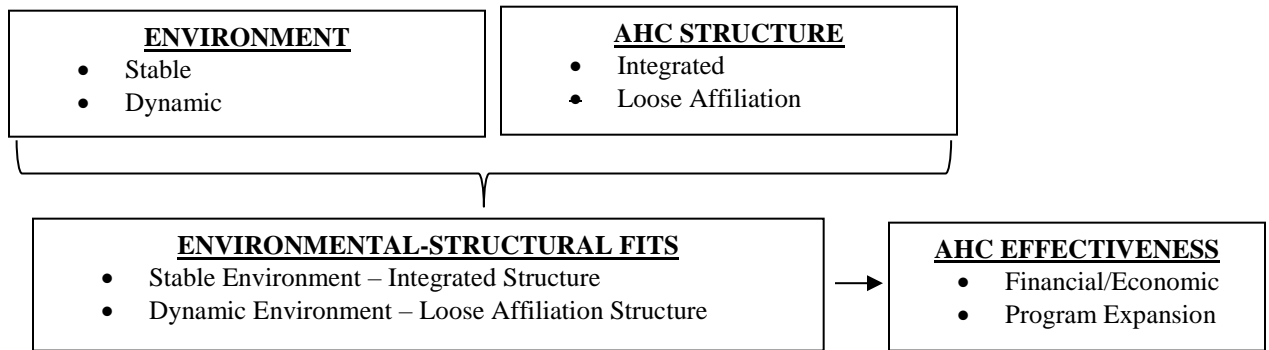 ENVIRONMENT
• Stable
• Dynamic
AHC STRUCTURE
• Integrated
• Loose Affiliation
ENVIRONMENTAL-STRUCTURAL FITS
• Stable Environment – Integrated Structure
• Dynamic Environment – Loose Affiliation Structure
AHC EFFECTIVENESS
• Financial/Economic
• Program Expansion